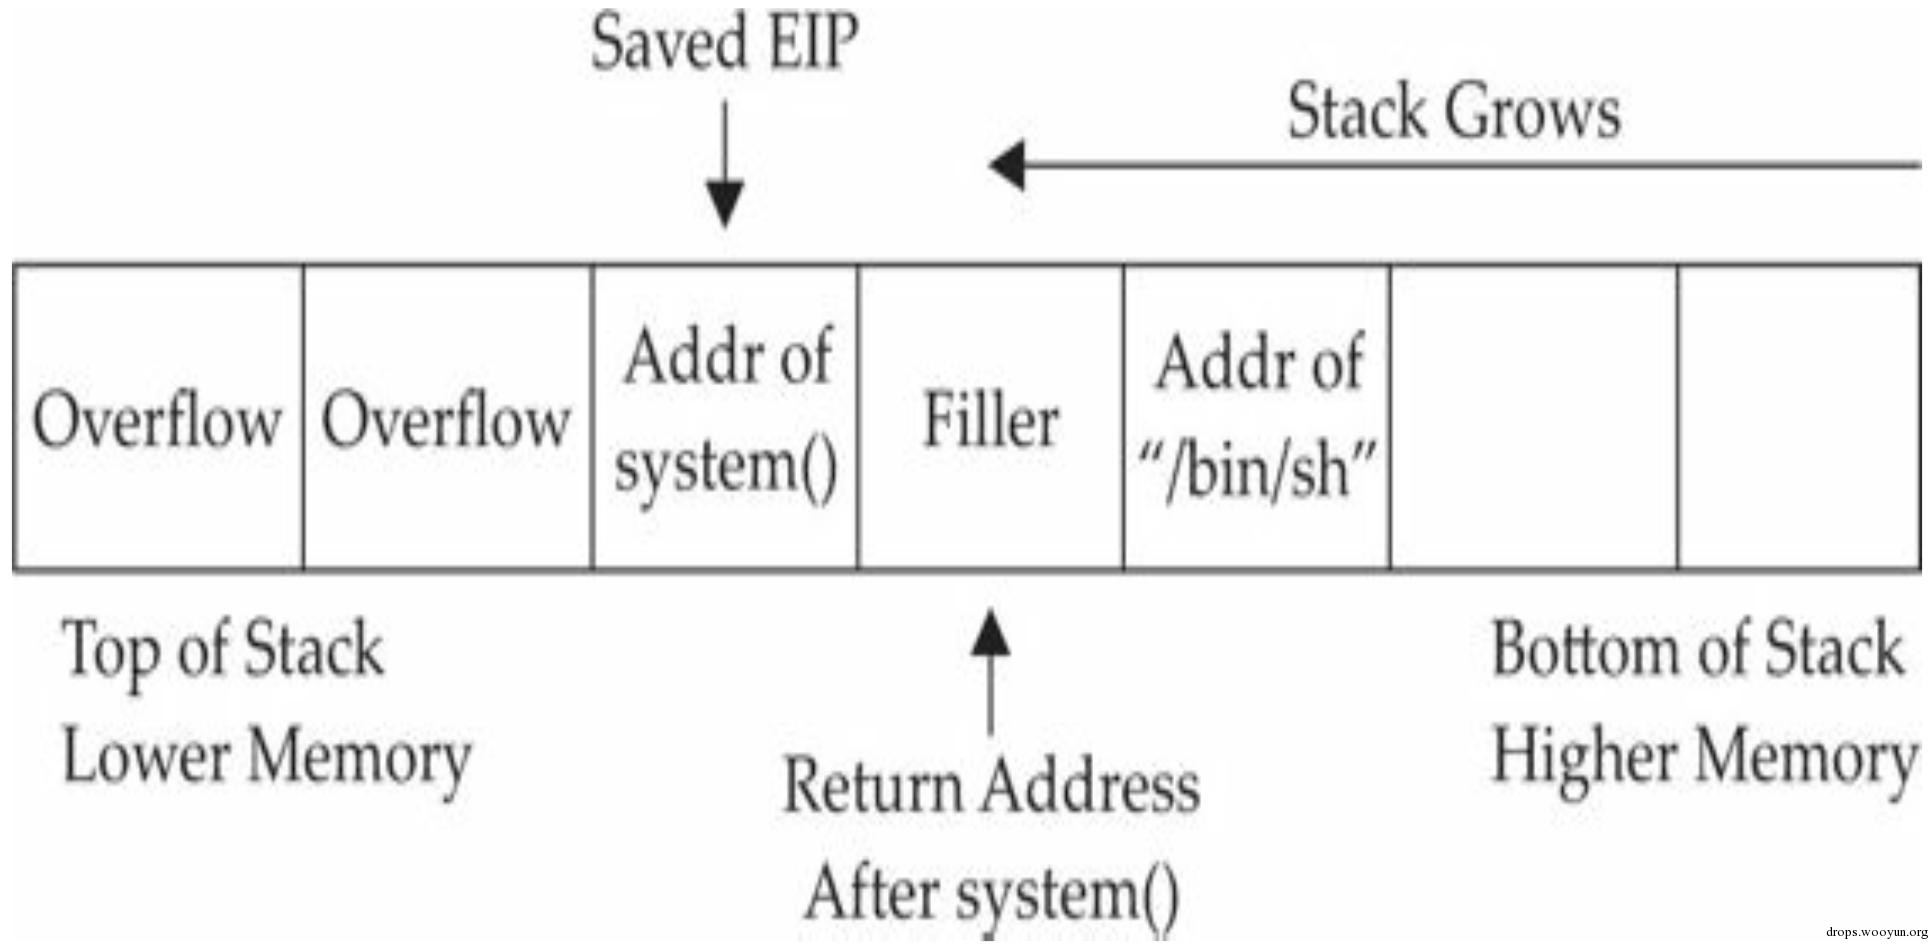 Saved EIP
Stack Grows
Overflow
Overflow
Addr of
system()
Filler
Addr of
“/bin/sh”
Top of Stack
Lower Memory
Bottom of Stack
Higher Memory
Return Address
After system()
drops.wooyun.org